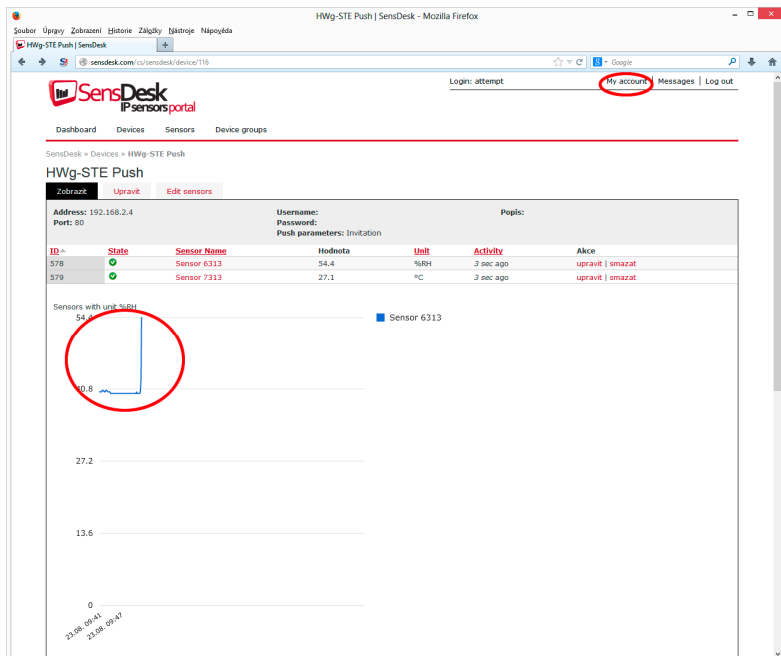 HWg-STE Push | SensDesk - Mozilla Firefox
Soubor Úpravy Zobrazení Historie Záložky Nástroje Nápověda
HWg-STE Push | SensDesk +
sensdesk.com/cs/sensdesk/device/116 Google
SensDesk
IP sensors portal
Login: attempt My account | Messages | Log out
Dashboard Devices Sensors Device groups
SensDesk » Devices » HWg-STE Push
HWg-STE Push
Zobrazit Upravit Edit sensors
Address: 192.168.2.4 Username: Popis:
Port: 80 Password:
Push parameters: Invitation
ID State Sensor Name Hodnota Unit Activity Akce
578 Sensor 6313 54.4 %RH 3 sec ago upravit | smazat
579 Sensor 7313 27.1 °C 3 sec ago upravit | smazat
Sensors with unit %RH
54.4 Sensor 6313
40.8
27.2
13.6
0
23.08. 09:41
23.08. 09:47